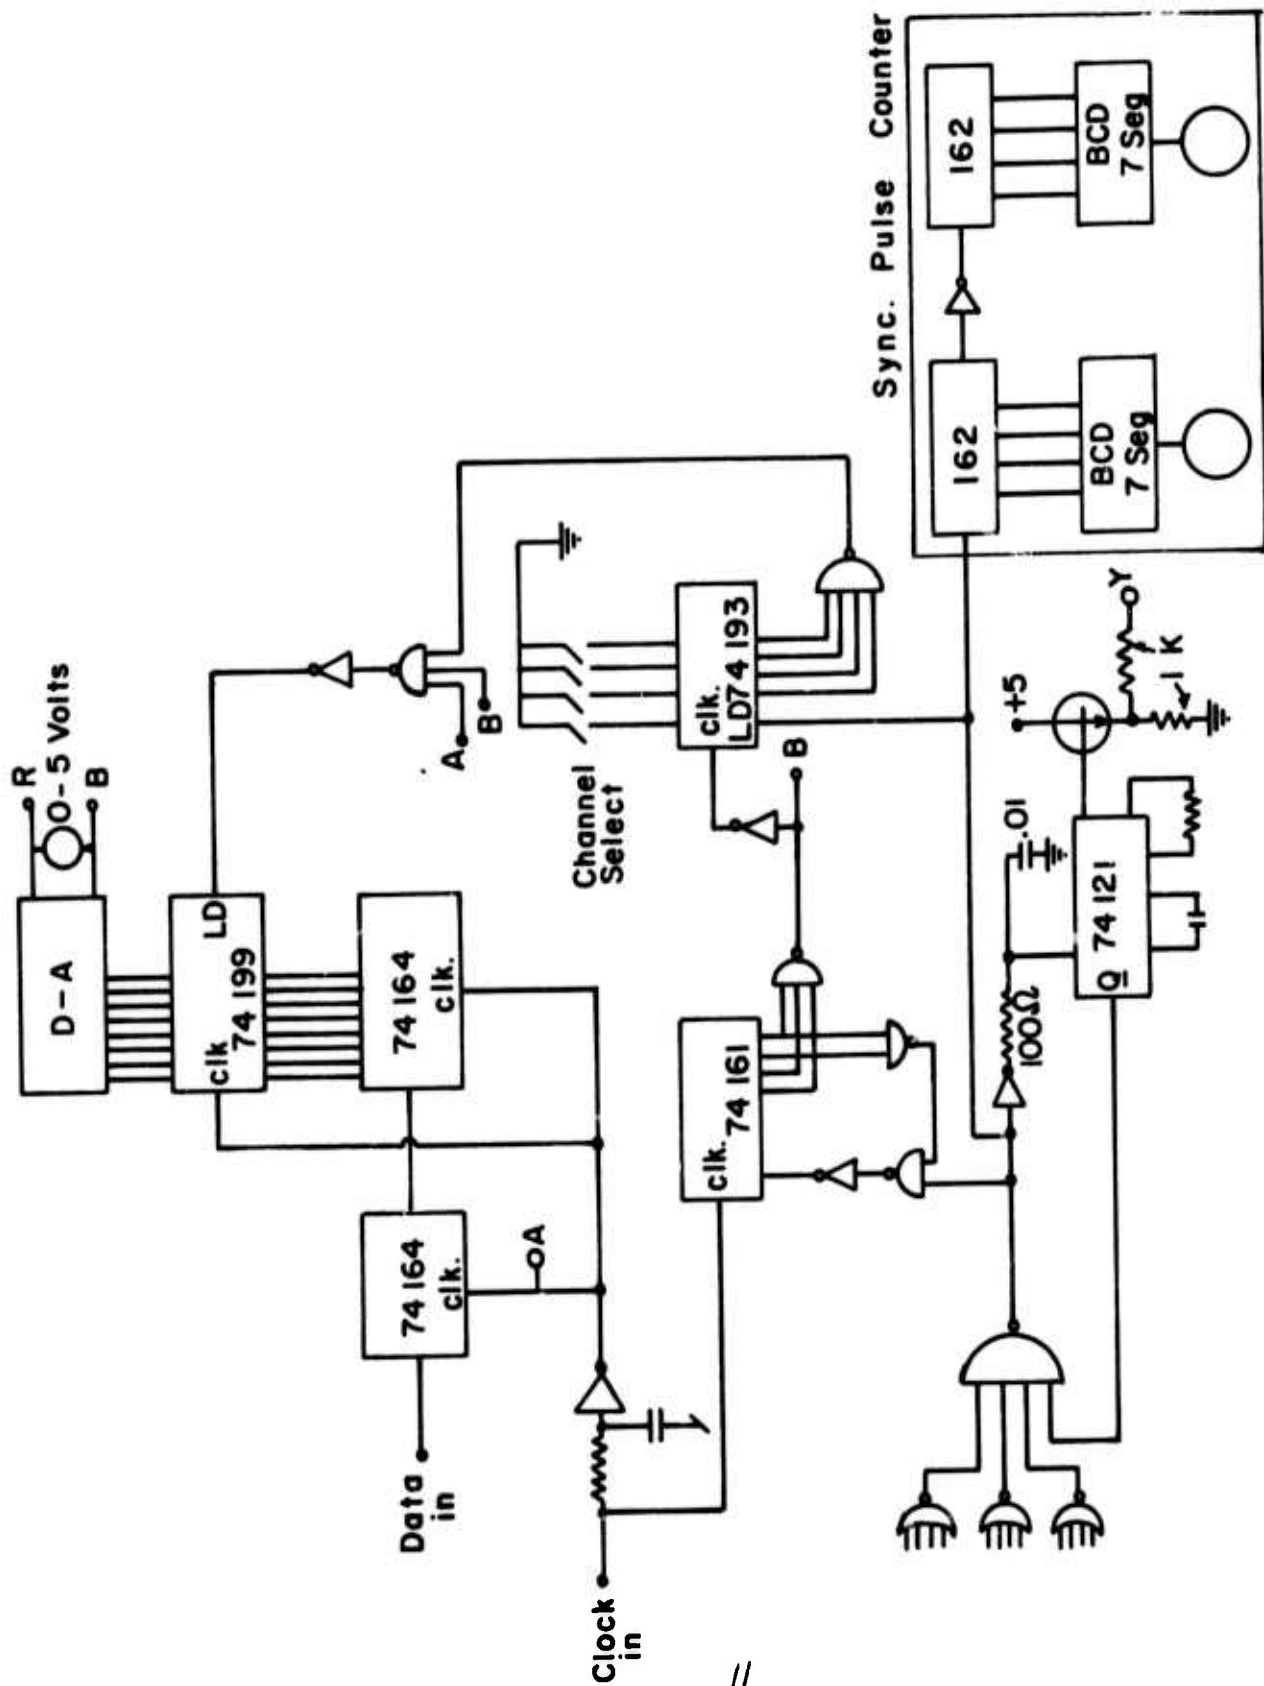 D-A
R
0-5 Volts
B
clk
LD
74 199
74 164
clk.
74 164
clk.
Data
in
A
Clock
in
A
B
Channel
Select
clk.
LD74 193
B
clk.
74 161
Sync. Pulse Counter
162
162
BCD
7 Seg
BCD
7 Seg
100Ω
.01
Q
74 121
+5
Y
1 K
11